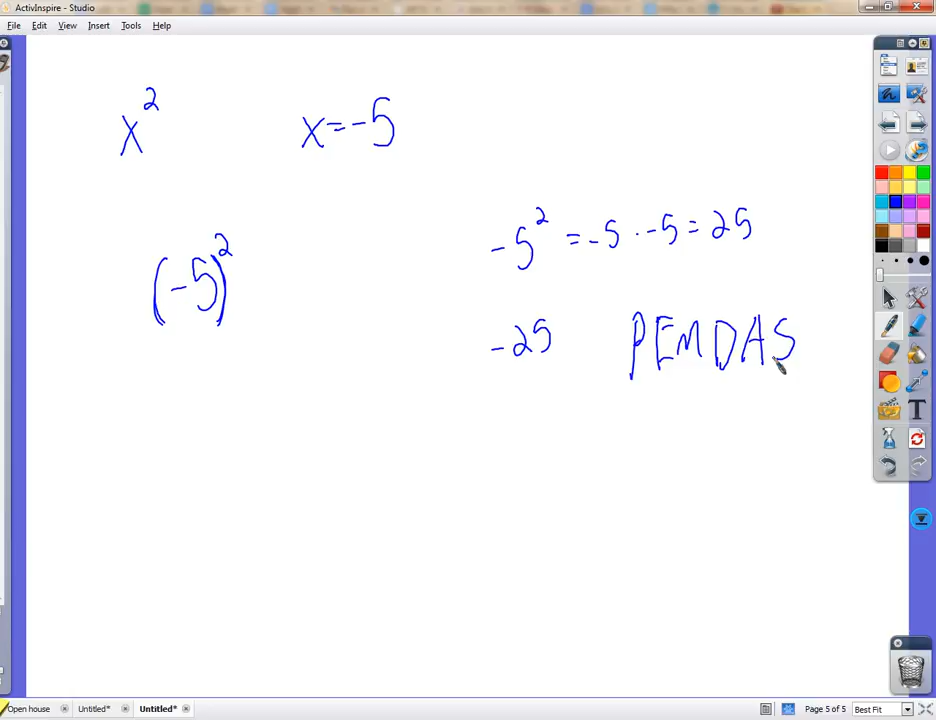 ActivInspire - Studio
File Edit View Insert Tools Help
x² x=-5
-5² = -5 · -5 = 25
(-5)²
-25 PEMDAS
T
Open house Untitled* Untitled* Page 5 of 5 Best Fit